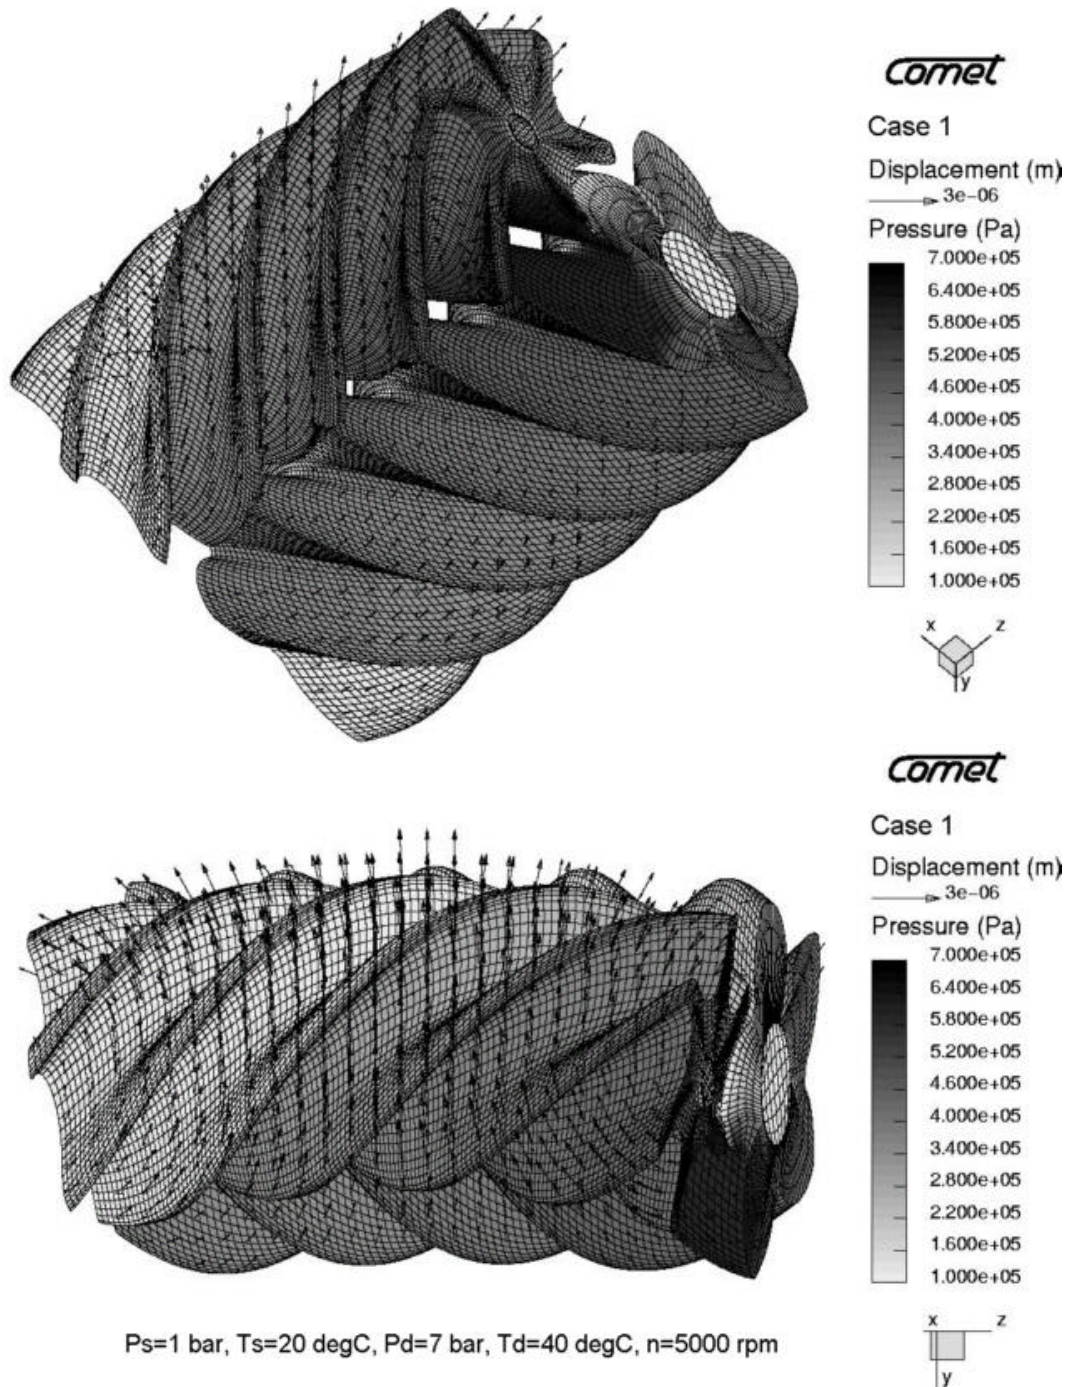 Comet
Case 1
Displacement (m)
3e-06
Pressure (Pa)
7.000e+05
6.400e+05
5.800e+05
5.200e+05
4.600e+05
4.000e+05
3.400e+05
2.800e+05
2.200e+05
1.600e+05
1.000e+05
x z
y
Comet
Case 1
Displacement (m)
3e-06
Pressure (Pa)
7.000e+05
6.400e+05
5.800e+05
5.200e+05
4.600e+05
4.000e+05
3.400e+05
2.800e+05
2.200e+05
1.600e+05
1.000e+05
x z
y
Ps=1 bar, Ts=20 degC, Pd=7 bar, Td=40 degC, n=5000 rpm